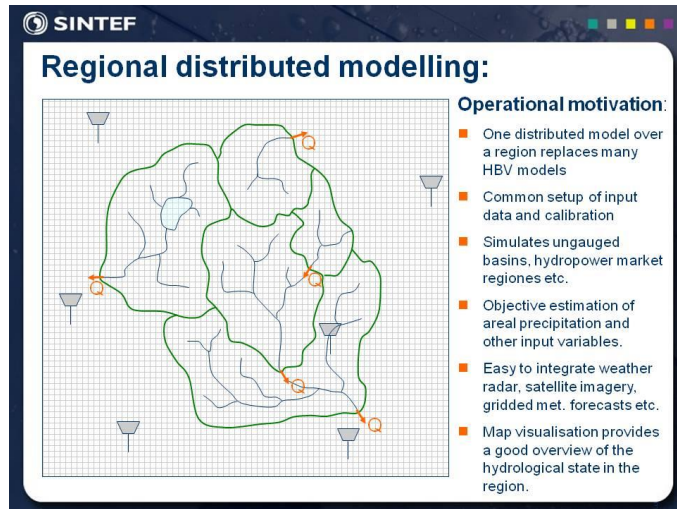 SINTEF
Regional distributed modelling:
Operational motivation:
One distributed model over
a region replaces many
HBV models
Common setup of input
data and calibration
Simulates ungauged
basins, hydropower market
regiones etc.
Objective estimation of
areal precipitation and
other input variables.
Easy to integrate weather
radar, satellite imagery,
gridded met. forecasts etc.
Map visualisation provides
a good overview of the
hydrological state in the
region.
Q
Q
Q
Q
Q